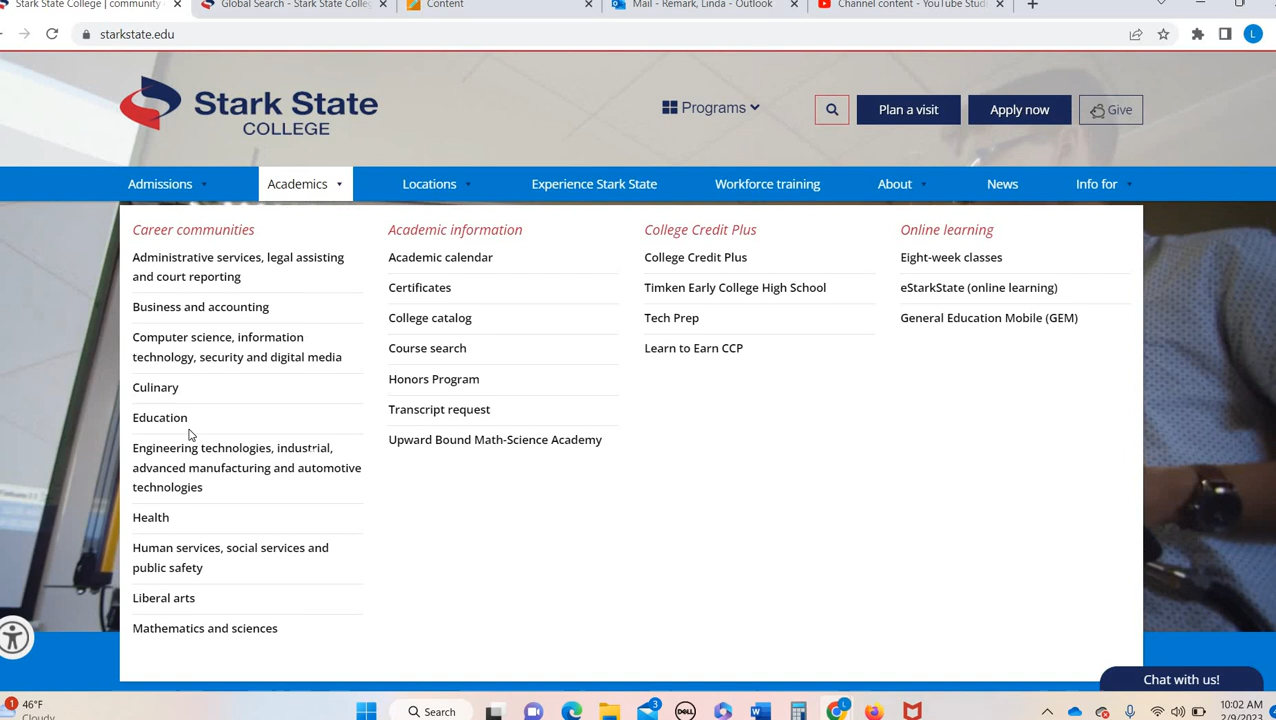 Stark State College | community
Global Search - Stark State Colleg
Content
Mail - Remark, Linda - Outlook
Channel content - YouTube Stud
starkstate.edu
L
Stark State
COLLEGE
Programs
Plan a visit
Apply now
Give
Admissions
Academics
Locations
Experience Stark State
Workforce training
About
News
Info for
Career communities
Administrative services, legal assisting
and court reporting
Business and accounting
Computer science, information
technology, security and digital media
Culinary
Education
Engineering technologies, industrial,
advanced manufacturing and automotive
technologies
Health
Human services, social services and
public safety
Liberal arts
Mathematics and sciences
Academic information
Academic calendar
Certificates
College catalog
Course search
Honors Program
Transcript request
Upward Bound Math-Science Academy
College Credit Plus
College Credit Plus
Timken Early College High School
Tech Prep
Learn to Earn CCP
Online learning
Eight-week classes
eStarkState (online learning)
General Education Mobile (GEM)
Chat with us!
1
46°F
Cloudy
Search
3
DELL
W
L
10:02 AM
2/9/2023